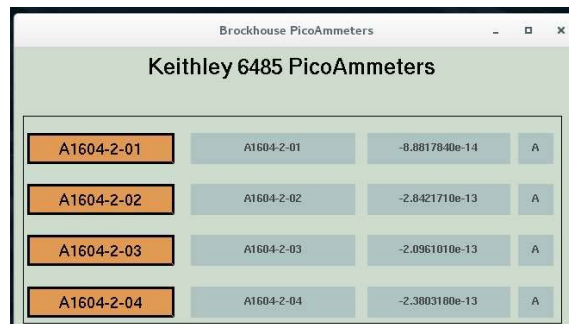 Brockhouse PicoAmmeters
Keithley 6485 PicoAmmeters
A1604-2-01 A1604-2-01 -8.8817840e-14 A
A1604-2-02 A1604-2-02 -2.8421710e-13 A
A1604-2-03 A1604-2-03 -2.0961010e-13 A
A1604-2-04 A1604-2-04 -2.3803180e-13 A